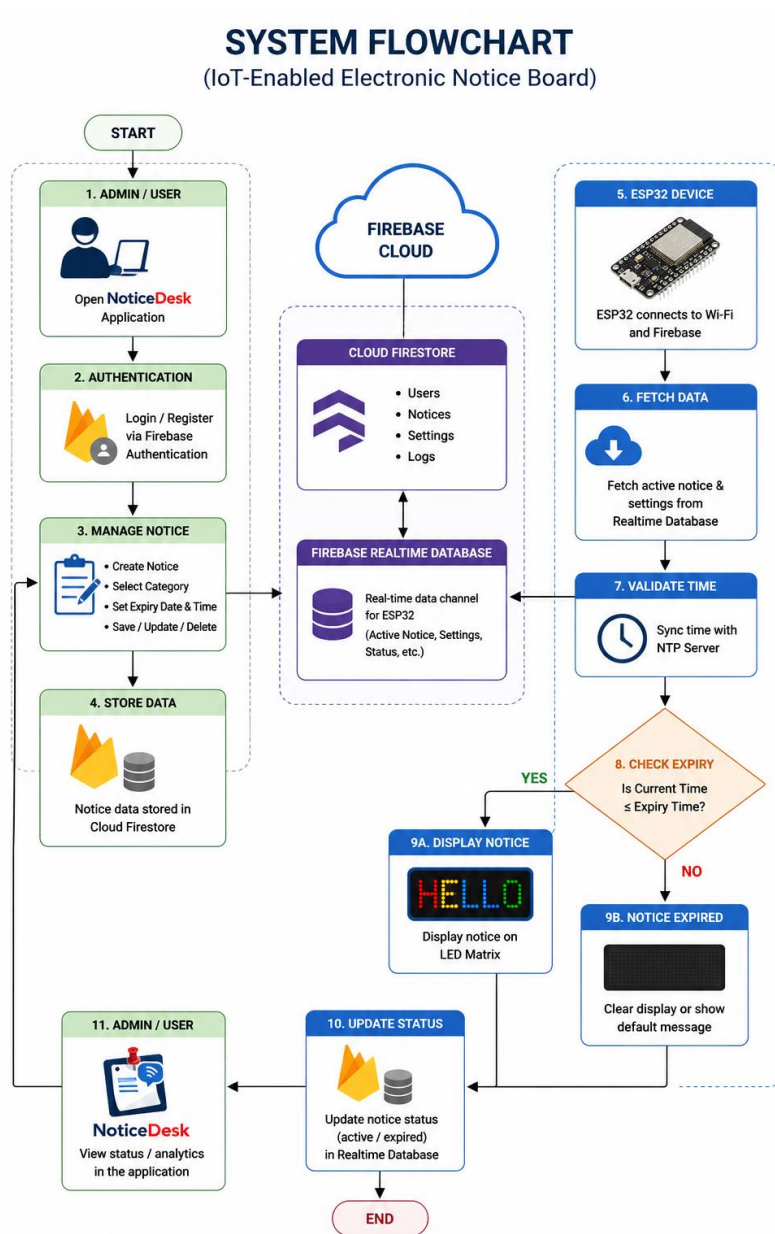 SYSTEM FLOWCHART
(IoT-Enabled Electronic Notice Board)
START
1. ADMIN / USER
Open NoticeDesk
Application
2. AUTHENTICATION
Login / Register
via Firebase
Authentication
3. MANAGE NOTICE
• Create Notice
• Select Category
• Set Expiry Date & Time
• Save / Update / Delete
4. STORE DATA
Notice data stored in
Cloud Firestore
FIREBASE
CLOUD
CLOUD FIRESTORE
• Users
• Notices
• Settings
• Logs
FIREBASE REALTIME DATABASE
Real-time data channel
for ESP32
(Active Notice, Settings,
Status, etc.)
5. ESP32 DEVICE
ESP32 connects to Wi-Fi
and Firebase
6. FETCH DATA
Fetch active notice &
settings from
Realtime Database
7. VALIDATE TIME
Sync time with
NTP Server
8. CHECK EXPIRY
Is Current Time
≤ Expiry Time?
YES
NO
9A. DISPLAY NOTICE
HELLO
Display notice on
LED Matrix
9B. NOTICE EXPIRED
Clear display or show
default message
10. UPDATE STATUS
Update notice status
(active / expired)
in Realtime Database
11. ADMIN / USER
NoticeDesk
View status / analytics
in the application
END